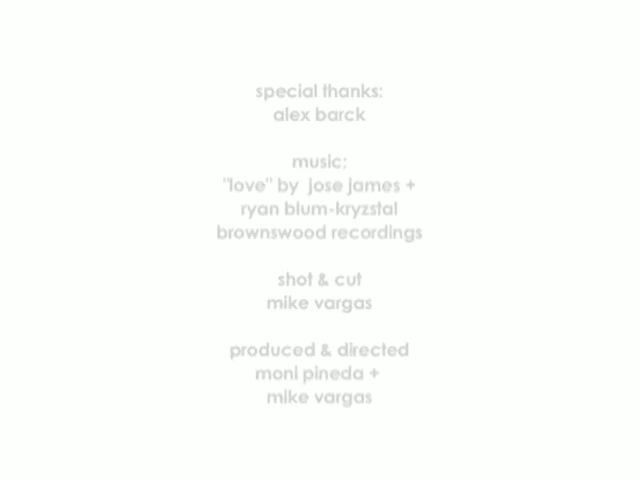 special thanks:
alex barck
music:
"love" by jose james +
ryan blum-kryzstal
brownswood recordings
shot & cut
mike vargas
produced & directed
moni pineda +
mike vargas